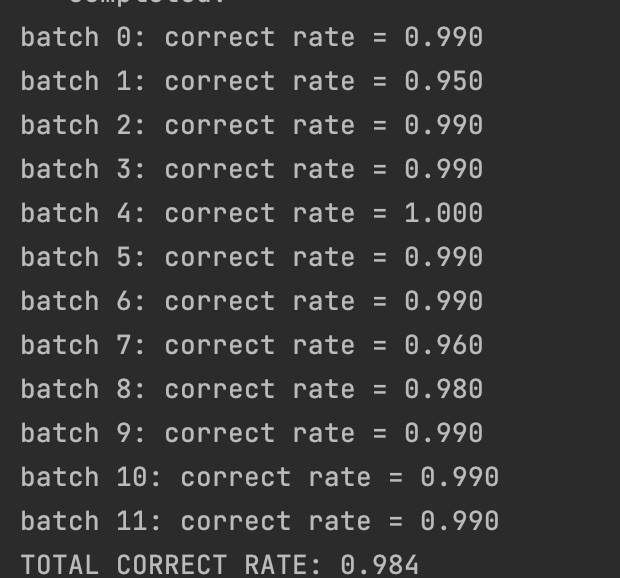 completed.
batch 0: correct rate = 0.990
batch 1: correct rate = 0.950
batch 2: correct rate = 0.990
batch 3: correct rate = 0.990
batch 4: correct rate = 1.000
batch 5: correct rate = 0.990
batch 6: correct rate = 0.990
batch 7: correct rate = 0.960
batch 8: correct rate = 0.980
batch 9: correct rate = 0.990
batch 10: correct rate = 0.990
batch 11: correct rate = 0.990
TOTAL CORRECT RATE: 0.984